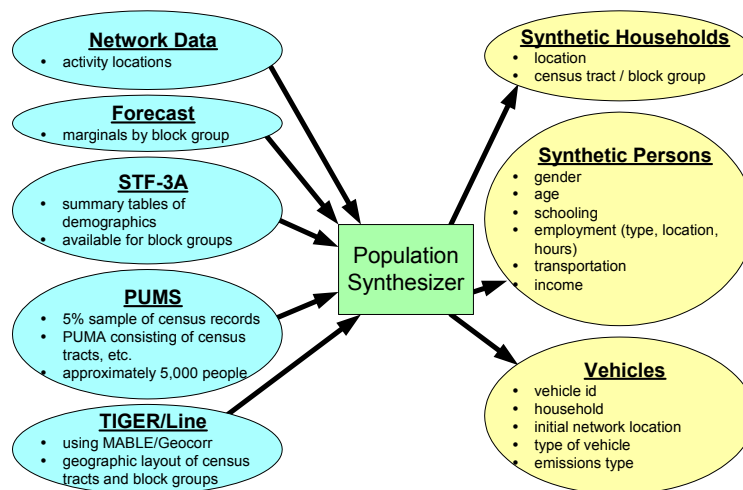 Network Data
• activity locations
Forecast
• marginals by block group
STF-3A
• summary tables of
demographics
• available for block groups
PUMS
• 5% sample of census records
• PUMA consisting of census
tracts, etc.
• approximately 5,000 people
TIGER/Line
• using MABLE/Geocorr
• geographic layout of census
tracts and block groups
Population
Synthesizer
Synthetic Households
• location
• census tract / block group
Synthetic Persons
• gender
• age
• schooling
• employment (type, location,
hours)
• transportation
• income
Vehicles
• vehicle id
• household
• initial network location
• type of vehicle
• emissions type